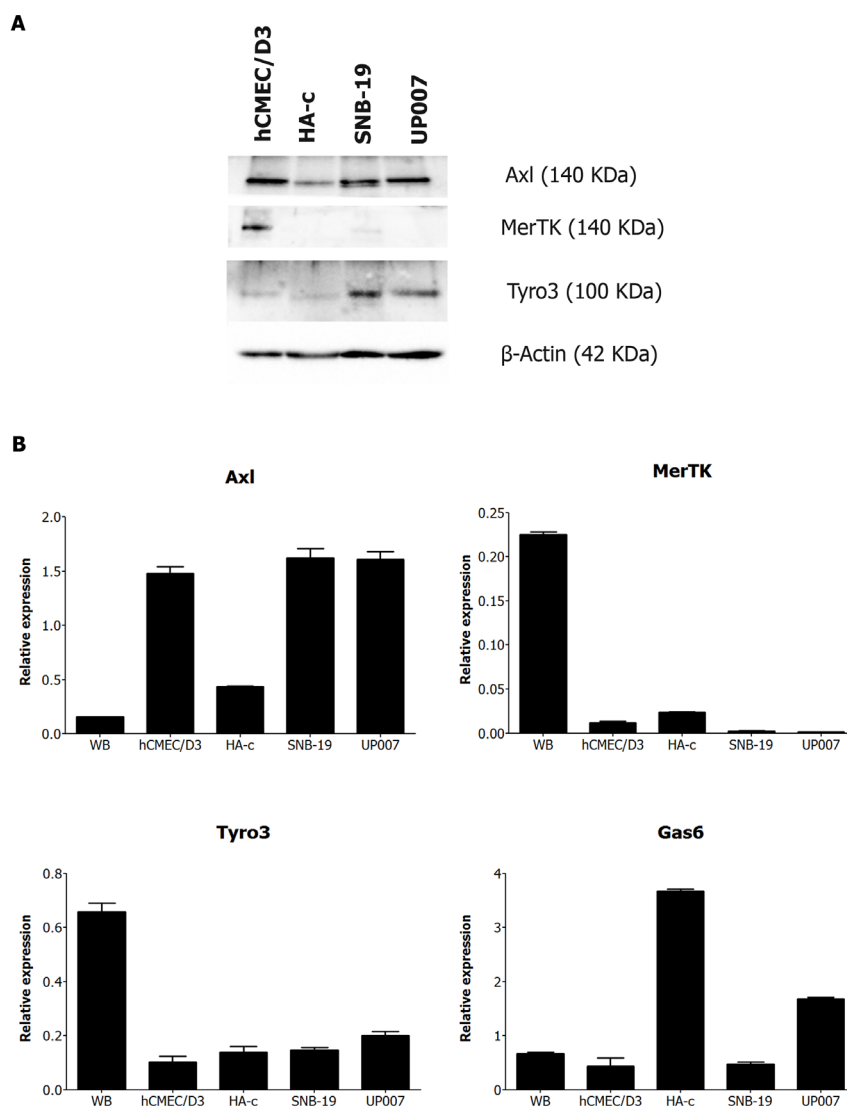 A
hCMEC/D3
HA-c
SNB-19
UP007
Axl (140 KDa)
MerTK (140 KDa)
Tyro3 (100 KDa)
β-Actin (42 KDa)
B
Axl
Relative expression
2.0
1.5
1.0
0.5
0.0
WB hCMEC/D3 HA-c SNB-19 UP007
MerTK
Relative expression
0.25
0.20
0.15
0.10
0.05
0.00
WB hCMEC/D3 HA-c SNB-19 UP007
Tyro3
Relative expression
0.8
0.6
0.4
0.2
0.0
WB hCMEC/D3 HA-c SNB-19 UP007
Gas6
Relative expression
4
3
2
1
0
WB hCMEC/D3 HA-c SNB-19 UP007